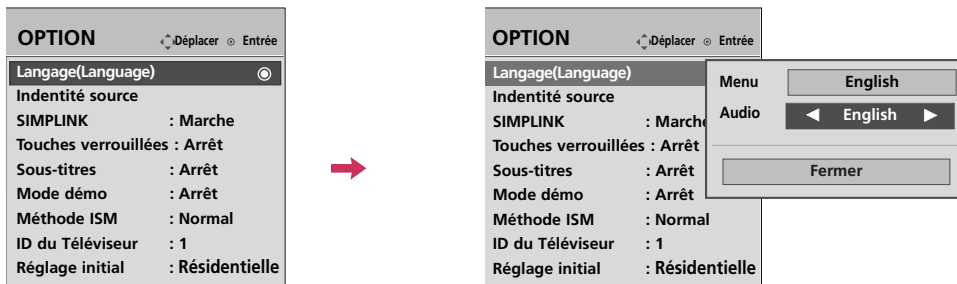 OPTION Déplacer Entrée
Langage(Language)
Indentité source
SIMPLINK : Marche
Touches verrouillées : Arrêt
Sous-titres : Arrêt
Mode démo : Arrêt
Méthode ISM : Normal
ID du Téléviseur : 1
Réglage initial : Résidentielle
OPTION Déplacer Entrée
Langage(Language)
Indentité source
SIMPLINK : Marche
Touches verrouillées : Arrêt
Sous-titres : Arrêt
Mode démo : Arrêt
Méthode ISM : Normal
ID du Téléviseur : 1
Réglage initial : Résidentielle
Menu English
Audio ◀ English ▶
Fermer